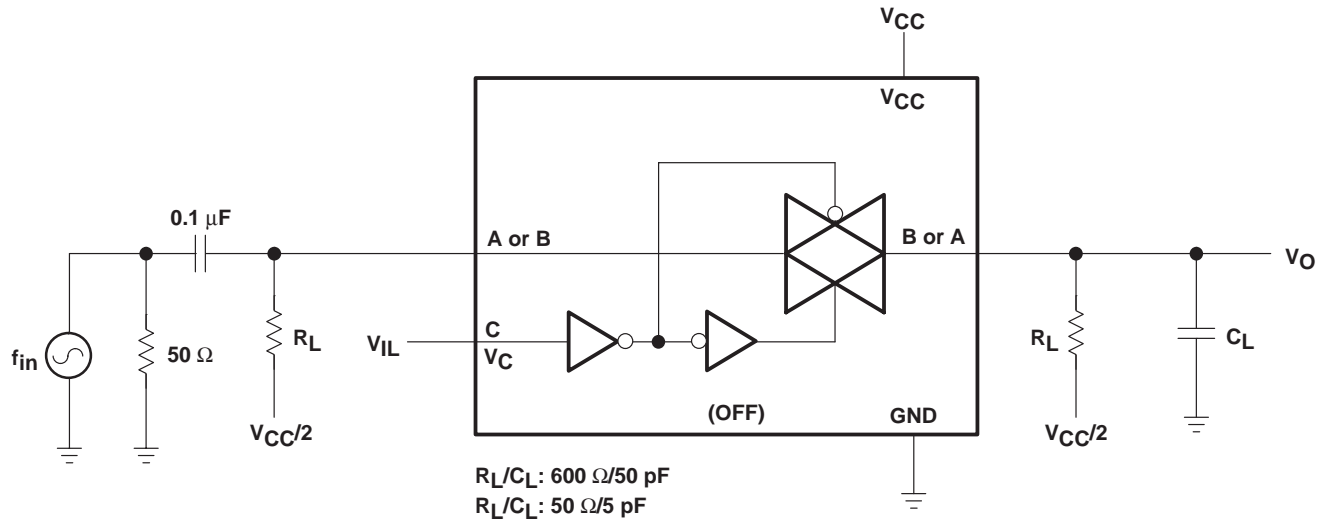 VCC
VCC
0.1 μF
A or B
B or A
VO
fin
50 Ω
RL
VIL
C
VC
RL
CL
(OFF)
GND
VCC/2
VCC/2
RL/CL: 600 Ω/50 pF
RL/CL: 50 Ω/5 pF